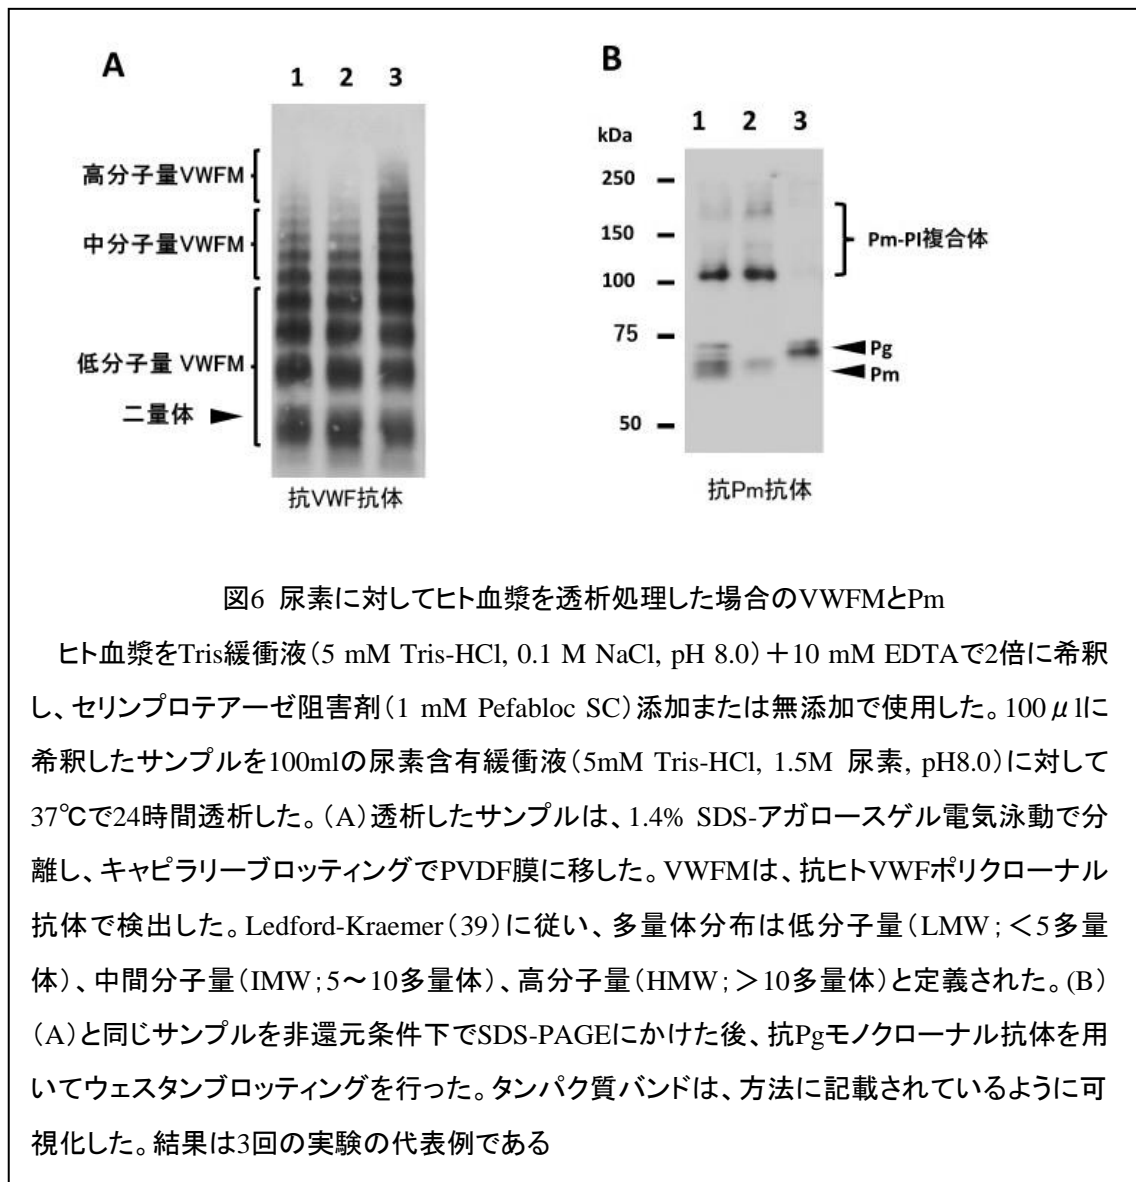 A
1 2 3
高分子量VWFM
中分子量VWFM
低分子量 VWFM
二量体
抗VWF抗体
B
1 2 3
kDa
250
150
100
75
50
Pm-PI複合体
Pg
Pm
抗Pm抗体
図6 尿素に対してヒト血漿を透析処理した場合のVWFMとPm
ヒト血漿をTris緩衝液(5 mM Tris-HCl, 0.1 M NaCl, pH 8.0)+10 mM EDTAで2倍に希釈
し、セリンプロテアーゼ阻害剤(1 mM Pefabloc SC)添加または無添加で使用した。100μlに
希釈したサンプルを100mlの尿素含有緩衝液(5mM Tris-HCl, 1.5M 尿素, pH8.0)に対して
37℃で24時間透析した。(A)透析したサンプルは、1.4% SDS-アガロースゲル電気泳動で分
離し、キャピラリーブロッティングでPVDF膜に移した。VWFMは、抗ヒトVWFポリクローナル
抗体で検出した。Ledford-Kraemer(39)に従い、多量体分布は低分子量(LMW;<5多量
体)、中間分子量(IMW;5~10多量体)、高分子量(HMW;>10多量体)と定義された。(B)
(A)と同じサンプルを非還元条件下でSDS-PAGEにかけた後、抗Pgモノクローナル抗体を用
いてウェスタンブロッティングを行った。タンパク質バンドは、方法に記載されているように可
視化した。結果は3回の実験の代表例である